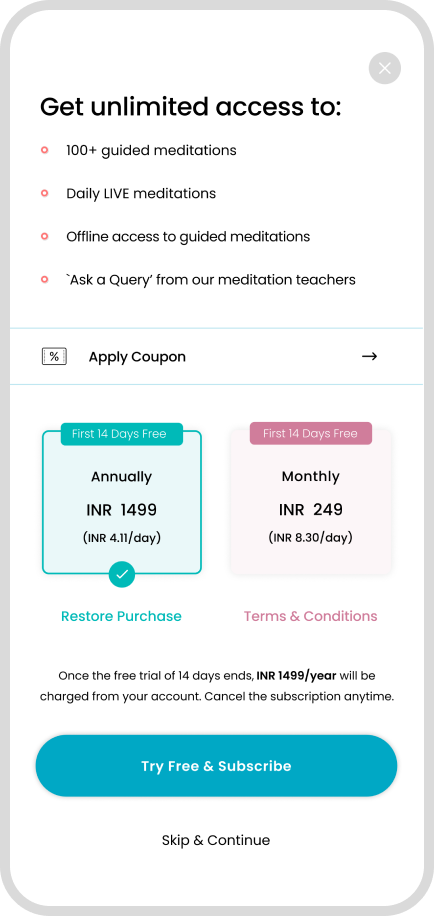 Get unlimited access to:
100+ guided meditations
Daily LIVE meditations
Offline access to guided meditations
`Ask a Query’ from our meditation teachers
% Apply Coupon →
First 14 Days Free
Annually
INR 1499
(INR 4.11/day)
First 14 Days Free
Monthly
INR 249
(INR 8.30/day)
Restore Purchase
Terms & Conditions
Once the free trial of 14 days ends, INR 1499/year will be
charged from your account. Cancel the subscription anytime.
Try Free & Subscribe
Skip & Continue